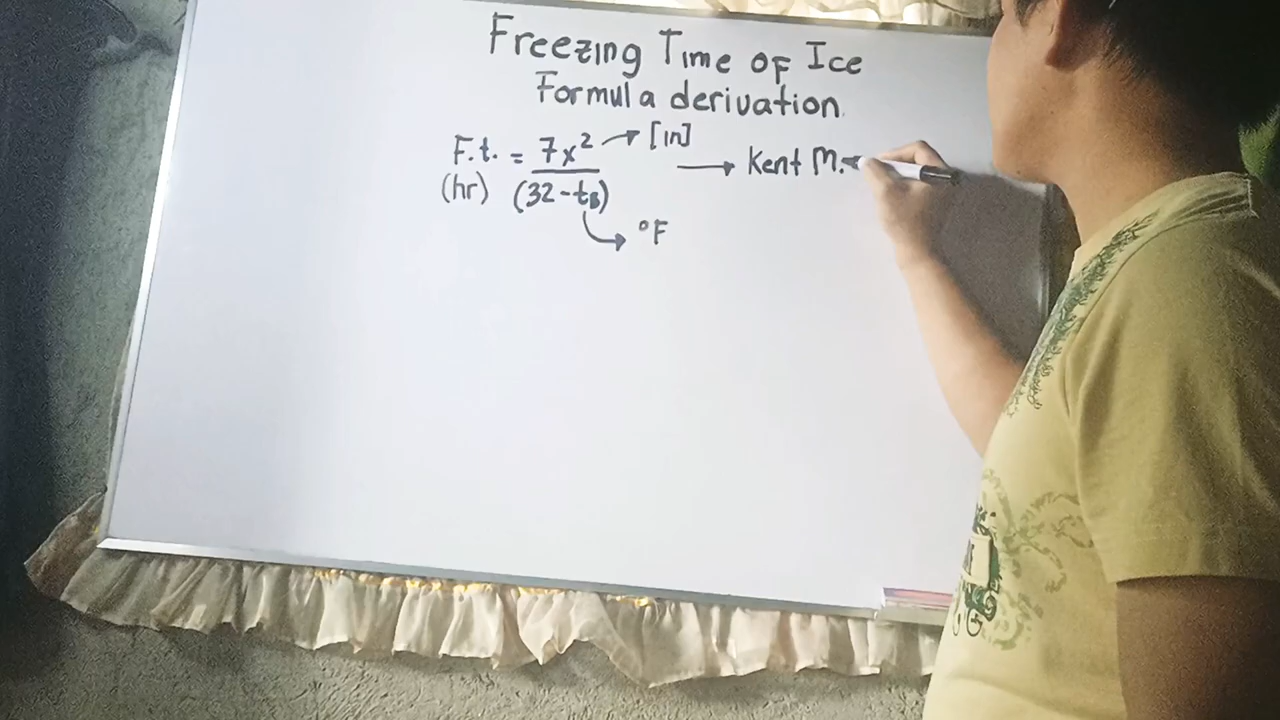 Freezing Time of Ice
Formula derivation
F.t. = 7x² → [in]
(hr) (32 - tB) → °F
→ Kent M.